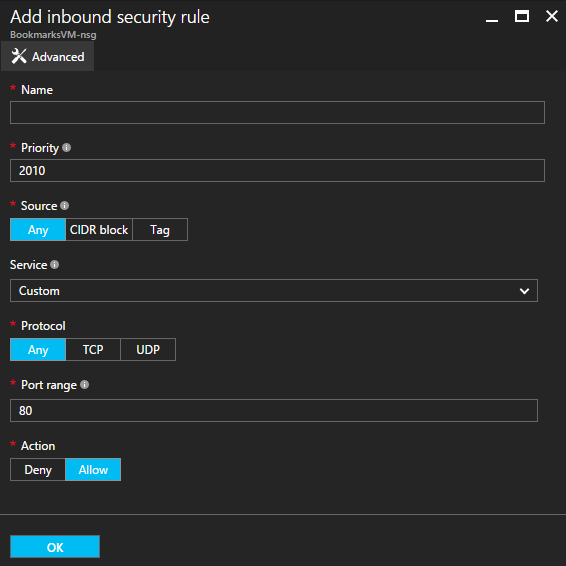 Add inbound security rule
BookmarksVM-nsg
Advanced
* Name
* Priority
2010
* Source
Any CIDR block Tag
Service
Custom
* Protocol
Any TCP UDP
* Port range
80
* Action
Deny Allow
OK